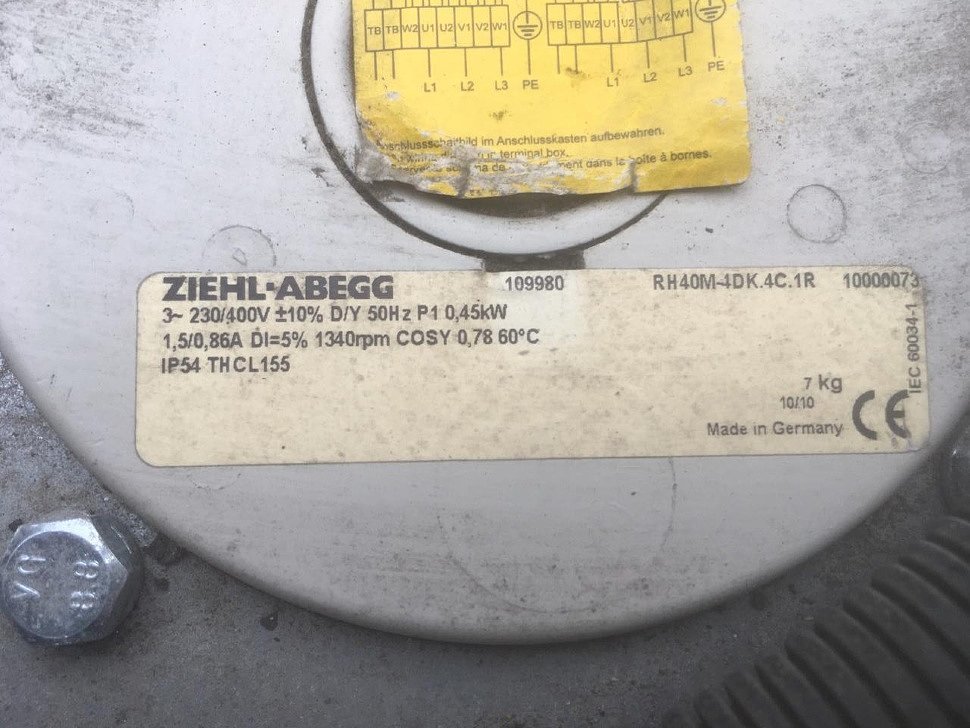 TB TB W2 U1 U2 V1 V2 W1
L1 L2 L3 PE
TB TB W2 U1 U2 V1 V2 W1
L1 L2 L3 PE
im Anschlusskasten aufbewahren.
terminal box.
dans la boîte à bornes.
ZIEHL-ABEGG 109980 RH40M-4DK.4C.1R 10000073
3~ 230/400V ±10% D/Y 50Hz P1 0,45kW
1,5/0,86A DI=5% 1340rpm COSY 0,78 60°C
IP54 THCL155
7 kg
10/10
Made in Germany CE
IEC 60034-1
8.8